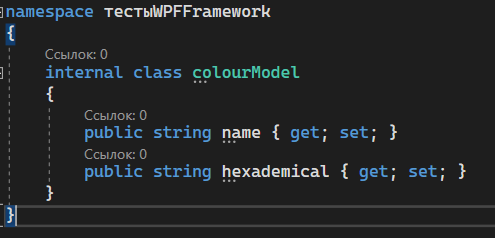 namespace тестыWPFFramework
{
Ссылок: 0
internal class colourModel
{
Ссылок: 0
public string name { get; set; }
Ссылок: 0
public string hexademical { get; set; }
}
}